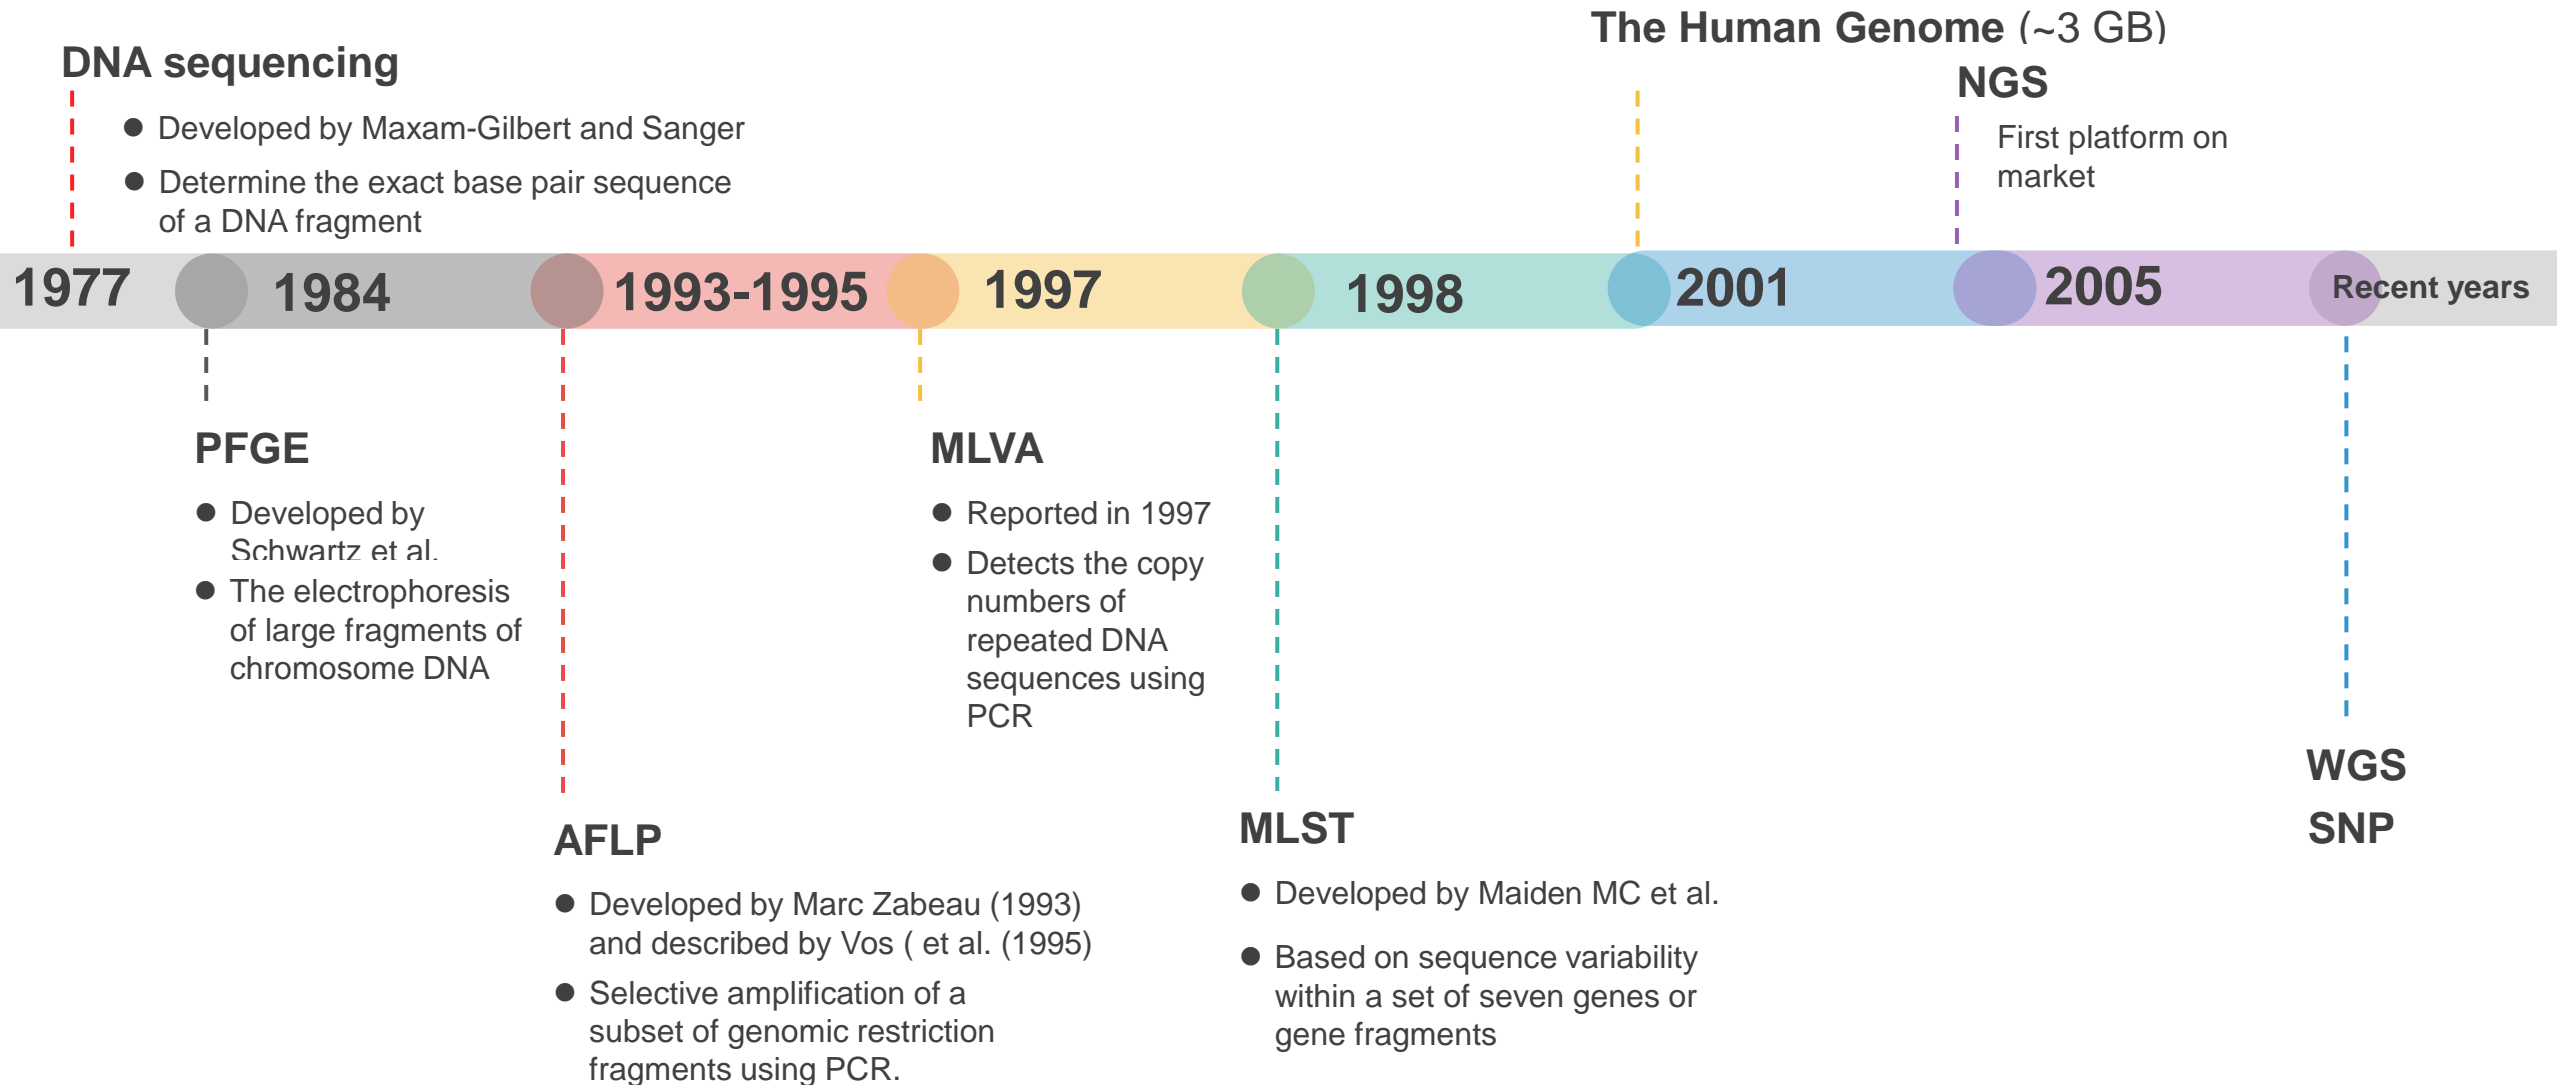 The Human Genome (~3 GB)
DNA sequencing
● Developed by Maxam-Gilbert and Sanger
● Determine the exact base pair sequence
of a DNA fragment
NGS
First platform on
market
1977
1984
1993-1995
1997
1998
2001
2005
Recent years
PFGE
● Developed by
Schwartz et al.
● The electrophoresis
of large fragments of
chromosome DNA
AFLP
● Developed by Marc Zabeau (1993)
and described by Vos ( et al. (1995)
● Selective amplification of a
subset of genomic restriction
fragments using PCR.
MLVA
● Reported in 1997
● Detects the copy
numbers of
repeated DNA
sequences using
PCR
MLST
● Developed by Maiden MC et al.
● Based on sequence variability
within a set of seven genes or
gene fragments
WGS
SNP